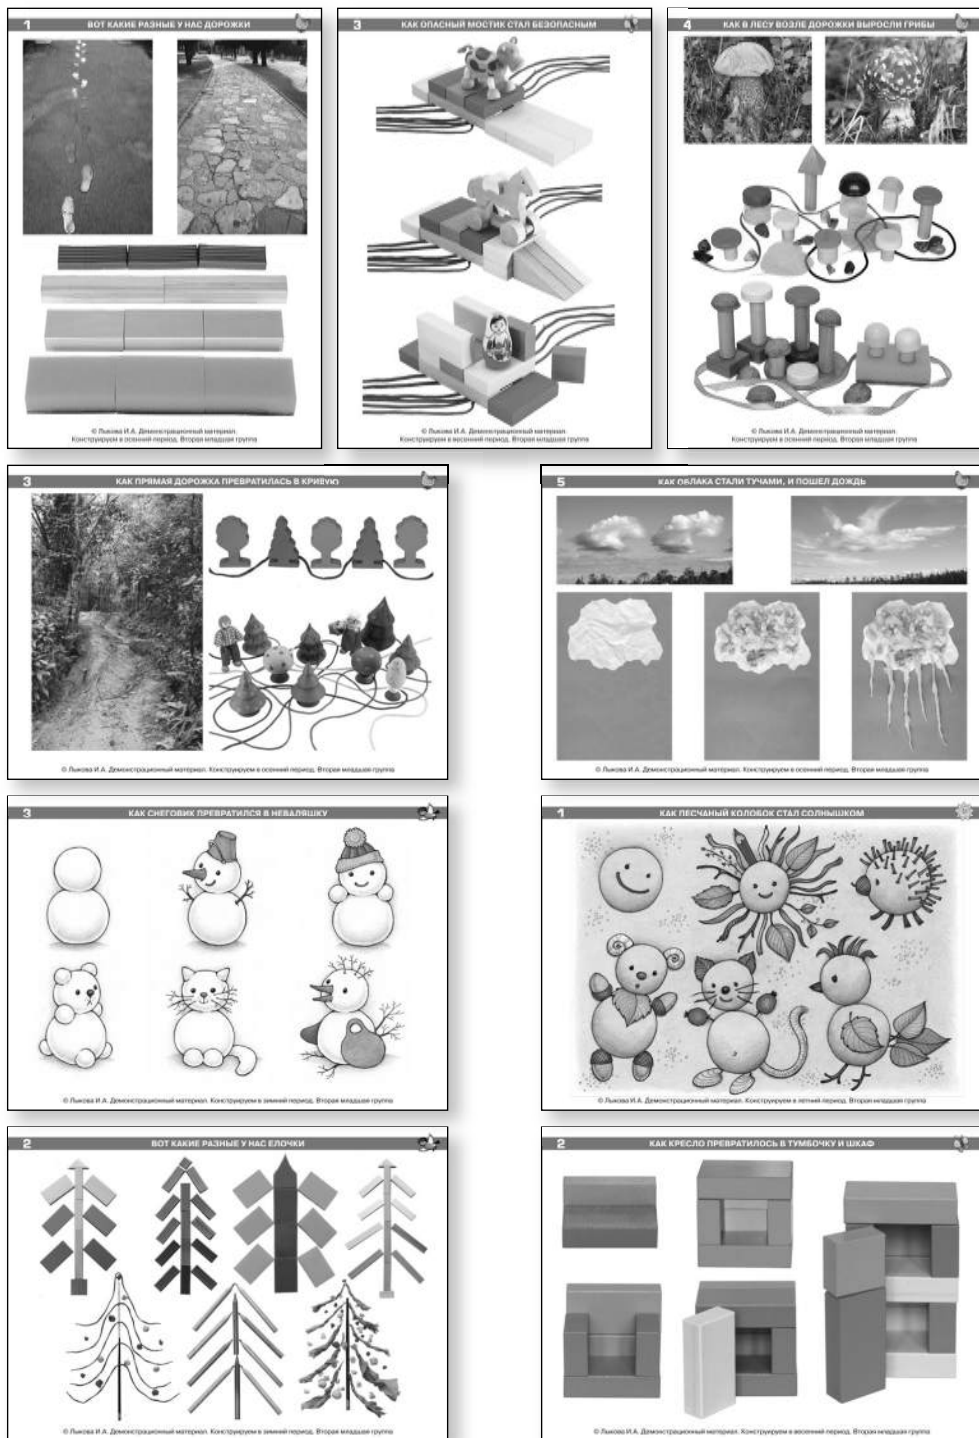 1 ВОТ КАКИЕ РАЗНЫЕ У НАС ДОРОЖКИ
© Лыкова И.А. Демонстрационный материал.
Конструируем в осенний период. Вторая младшая группа
3 КАК ОПАСНЫЙ МОСТИК СТАЛ БЕЗОПАСНЫМ
© Лыкова И.А. Демонстрационный материал.
Конструируем в весенний период. Вторая младшая группа
4 КАК В ЛЕСУ ВОЗЛЕ ДОРОЖКИ ВЫРОСЛИ ГРИБЫ
© Лыкова И.А. Демонстрационный материал.
Конструируем в осенний период. Вторая младшая группа
3 КАК ПРЯМАЯ ДОРОЖКА ПРЕВРАТИЛАСЬ В КРИВУЮ
© Лыкова И.А. Демонстрационный материал. Конструируем в осенний период. Вторая младшая группа
5 КАК ОБЛАКА СТАЛИ ТУЧАМИ, И ПОШЕЛ ДОЖДЬ
© Лыкова И.А. Демонстрационный материал. Конструируем в осенний период. Вторая младшая группа
3 КАК СНЕГОВИК ПРЕВРАТИЛСЯ В НЕВАЛЯШКУ
© Лыкова И.А. Демонстрационный материал. Конструируем в зимний период. Вторая младшая группа
1 КАК ПЕСЧАНЫЙ КОЛОБОК СТАЛ СОЛНЫШКОМ
© Лыкова И.А. Демонстрационный материал. Конструируем в летний период. Вторая младшая группа
2 ВОТ КАКИЕ РАЗНЫЕ У НАС ЕЛОЧКИ
© Лыкова И.А. Демонстрационный материал. Конструируем в зимний период. Вторая младшая группа
2 КАК КРЕСЛО ПРЕВРАТИЛОСЬ В ТУМБОЧКУ И ШКАФ
© Лыкова И.А. Демонстрационный материал. Конструируем в весенний период. Вторая младшая группа